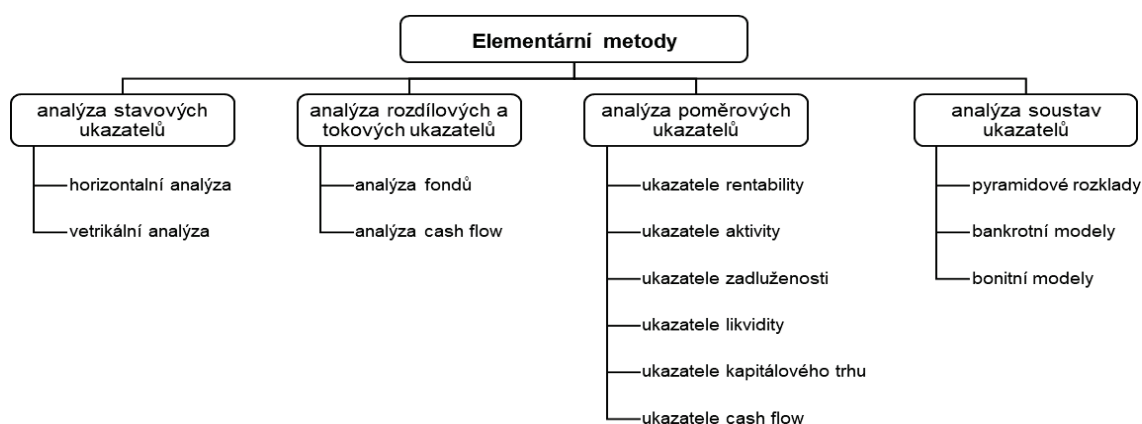 Elementární metody
analýza stavových
ukazatelů
horizontalní analýza
vetrikální analýza
analýza rozdílových a
tokových ukazatelů
analýza fondů
analýza cash flow
analýza poměrových
ukazatelů
ukazatele rentability
ukazatele aktivity
ukazatele zadluženosti
ukazatele likvidity
ukazatele kapitálového trhu
ukazatele cash flow
analýza soustav
ukazatelů
pyramidové rozklady
bankrotní modely
bonitní modely